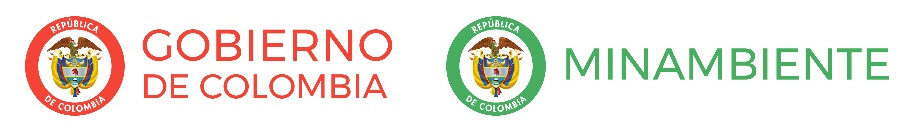 REPÚBLICA
DE COLOMBIA
GOBIERNO
DE COLOMBIA
REPÚBLICA
DE COLOMBIA
MINAMBIENTE